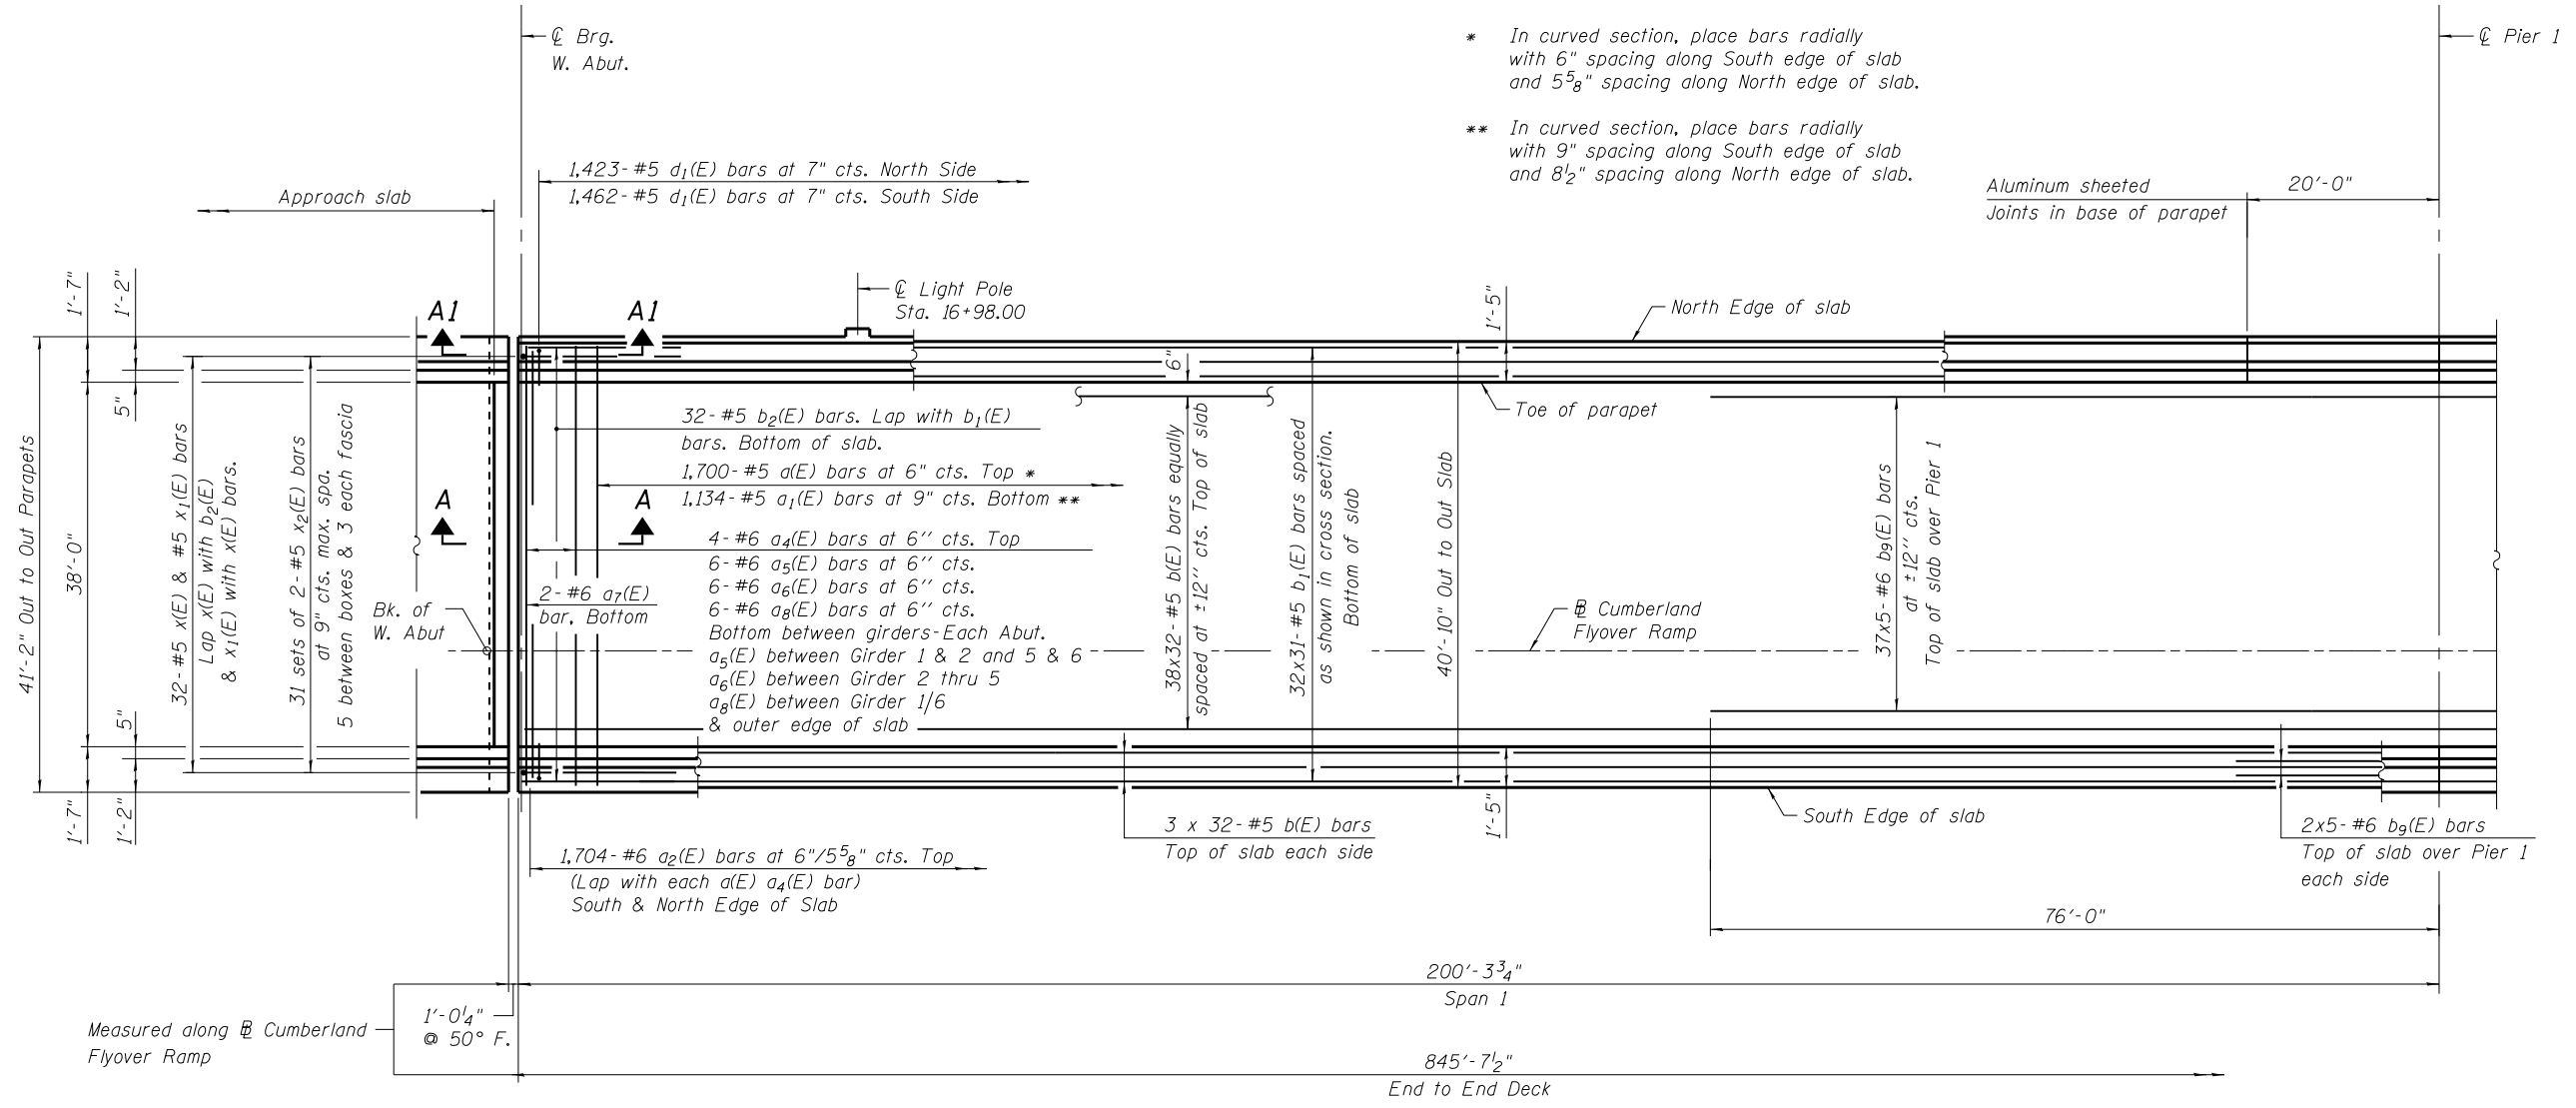 ℄ Brg.
W. Abut.
* In curved section, place bars radially
with 6" spacing along South edge of slab
and 5 5/8" spacing along North edge of slab.
** In curved section, place bars radially
with 9" spacing along South edge of slab
and 8 1/2" spacing along North edge of slab.
℄ Pier 1
1,423-#5 d₁(E) bars at 7" cts. North Side
1,462-#5 d₁(E) bars at 7" cts. South Side
Approach slab
Aluminum sheeted
Joints in base of parapet
20'-0"
1'-7"
1'-2"
5"
A1
A1
℄ Light Pole
Sta. 16+98.00
1'-5"
North Edge of slab
6"
Toe of parapet
41'-2" Out to Out Parapets
38'-0"
32-#5 x(E) & #5 x₁(E) bars
Lap x(E) with b₂(E)
& x₁(E) with x(E) bars.
31 sets of 2-#5 x₂(E) bars
at 9" cts. max. spa.
5 between boxes & 3 each fascia
A
A
32-#5 b₂(E) bars. Lap with b₁(E)
bars. Bottom of slab.
1,700-#5 a(E) bars at 6" cts. Top *
1,134-#5 a₁(E) bars at 9" cts. Bottom **
4-#6 a₄(E) bars at 6'' cts. Top
6-#6 a₅(E) bars at 6'' cts.
6-#6 a₆(E) bars at 6'' cts.
6-#6 a₈(E) bars at 6'' cts.
Bottom between girders-Each Abut.
a₅(E) between Girder 1 & 2 and 5 & 6
a₆(E) between Girder 2 thru 5
a₈(E) between Girder 1/6
& outer edge of slab
2-#6 a₇(E)
bar, Bottom
Bk. of
W. Abut
38x32-#5 b(E) bars equally
spaced at ±12'' cts. Top of slab
32x31-#5 b₁(E) bars spaced
as shown in cross section.
Bottom of slab
40'-10" Out to Out Slab
℄ Cumberland
Flyover Ramp
37x5-#6 b₉(E) bars
at ±12'' cts.
Top of slab over Pier 1
5"
1'-7"
1'-2"
1'-5"
3 x 32-#5 b(E) bars
Top of slab each side
South Edge of slab
2x5-#6 b₉(E) bars
Top of slab over Pier 1
each side
1,704-#6 a₂(E) bars at 6"/5 5/8" cts. Top
(Lap with each a(E) a₄(E) bar)
South & North Edge of Slab
76'-0"
200'-3 3/4"
Span 1
1'-0 1/4"
@ 50° F.
Measured along ℄ Cumberland
Flyover Ramp
845'-7 1/2"
End to End Deck